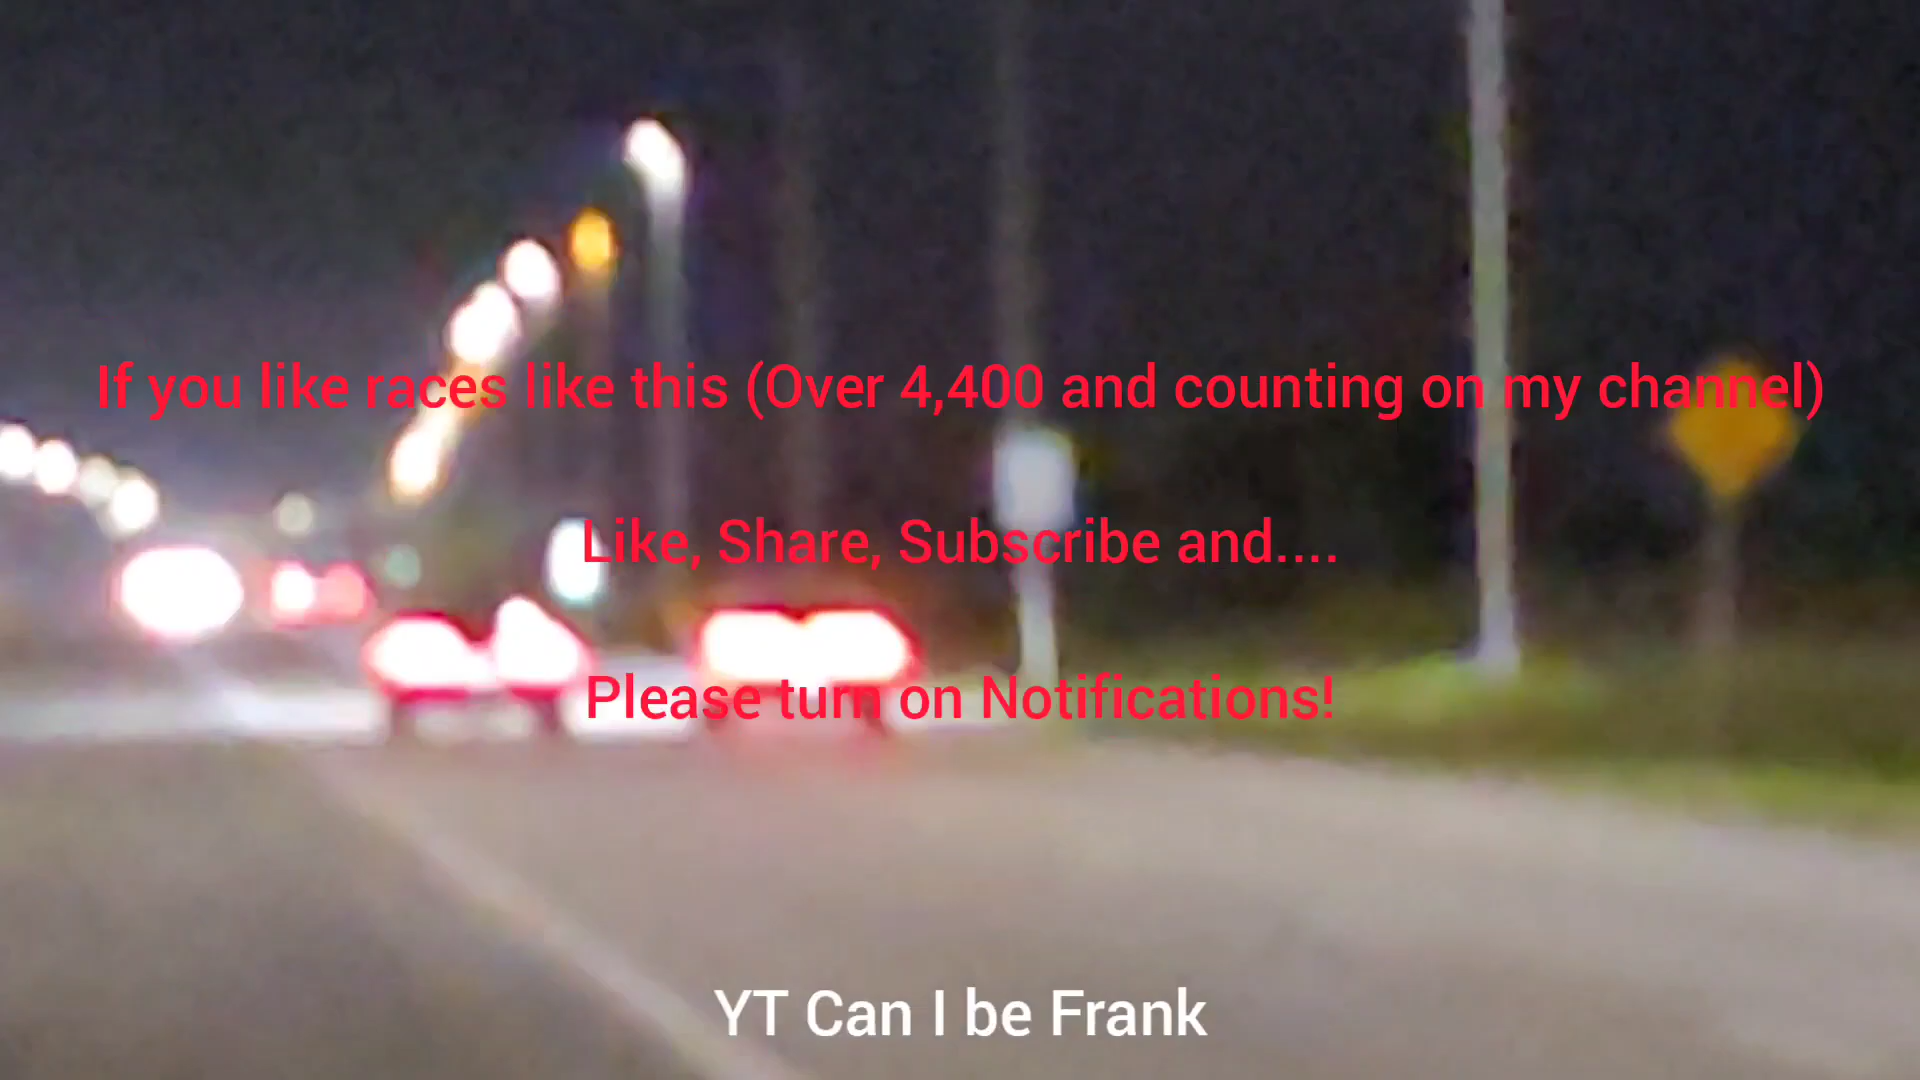 If you like races like this (Over 4,400 and counting on my channel)
Like, Share, Subscribe and....
Please turn on Notifications!
YT Can I be Frank